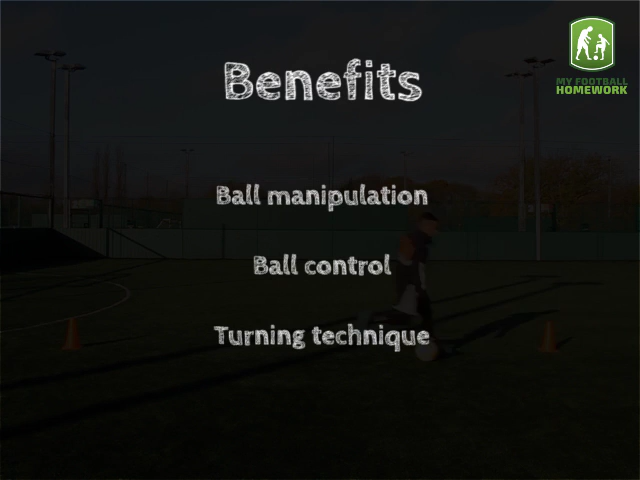 MY FOOTBALL
HOMEWORK
Benefits
Ball manipulation
Ball control
Turning technique